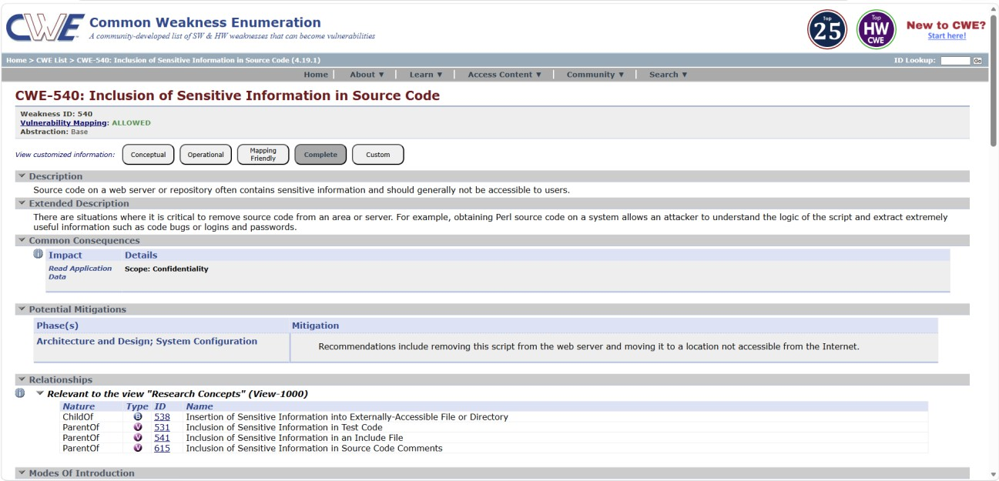 CWE
Common Weakness Enumeration
A community-developed list of SW & HW weaknesses that can become vulnerabilities
Top
25
Top
HW
CWE
New to CWE?
Start here!
Home > CWE List > CWE-540: Inclusion of Sensitive Information in Source Code (4.19.1)
ID Lookup:
Go
Home | About ▼ | Learn ▼ | Access Content ▼ | Community ▼ | Search ▼
CWE-540: Inclusion of Sensitive Information in Source Code
Weakness ID: 540
Vulnerability Mapping: ALLOWED
Abstraction: Base
View customized information:
Conceptual
Operational
Mapping
Friendly
Complete
Custom
Description
Source code on a web server or repository often contains sensitive information and should generally not be accessible to users.
Extended Description
There are situations where it is critical to remove source code from an area or server. For example, obtaining Perl source code on a system allows an attacker to understand the logic of the script and extract extremely
useful information such as code bugs or logins and passwords.
Common Consequences
Impact Details
Read Application Scope: Confidentiality
Data
Potential Mitigations
Phase(s) Mitigation
Architecture and Design; System Configuration
Recommendations include removing this script from the web server and moving it to a location not accessible from the Internet.
Relationships
Relevant to the view "Research Concepts" (View-1000)
Nature Type ID Name
ChildOf B 538 Insertion of Sensitive Information into Externally-Accessible File or Directory
ParentOf V 531 Inclusion of Sensitive Information in Test Code
ParentOf V 541 Inclusion of Sensitive Information in an Include File
ParentOf V 615 Inclusion of Sensitive Information in Source Code Comments
Modes Of Introduction